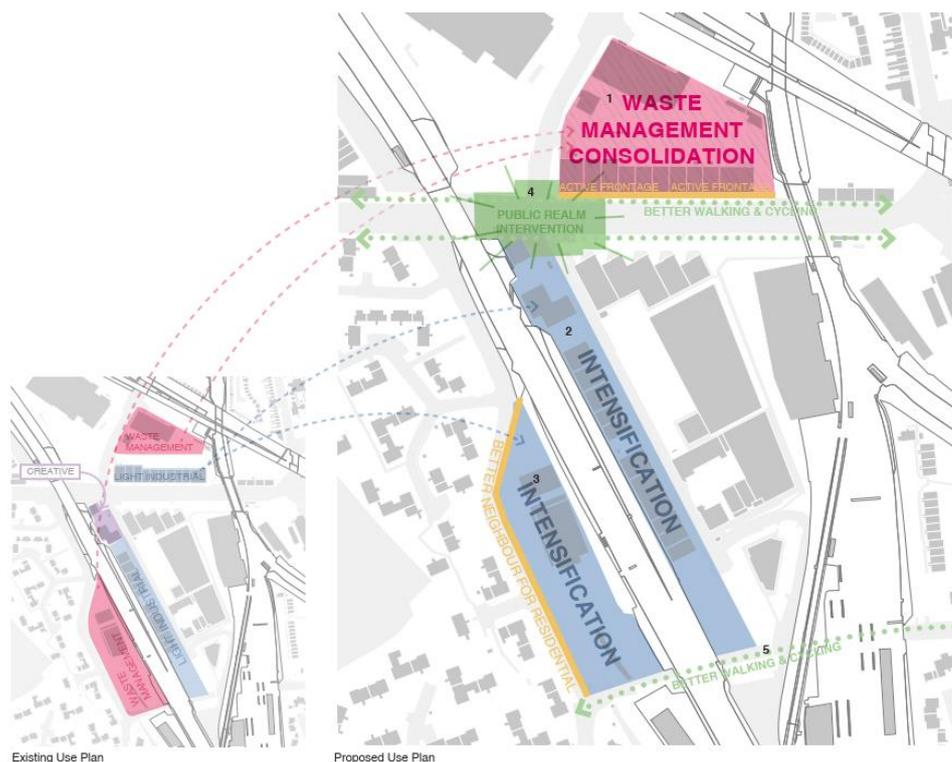 1 WASTE
MANAGEMENT
CONSOLIDATION
ACTIVE FRONTAGE ACTIVE FRONTAGE
4
PUBLIC REALM
INTERVENTION
BETTER WALKING & CYCLING
2
INTENSIFICATION
3
INTENSIFICATION
BETTER NEIGHBOUR FOR RESIDENTIAL
5
BETTER WALKING & CYCLING
WASTE
MANAGEMENT
LIGHT INDUSTRIAL
CREATIVE
LIGHT INDUSTRIAL
WASTE
MANAGEMENT
Existing Use Plan
Proposed Use Plan